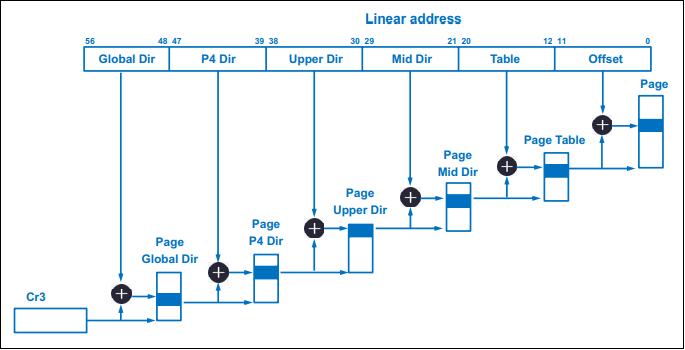 Linear address
56 48 47 39 38 30 29 21 20 12 11 0
Global Dir P4 Dir Upper Dir Mid Dir Table Offset
Page
Page Table
Page
Mid Dir
Page
Upper Dir
Page
P4 Dir
Page
Global Dir
Cr3